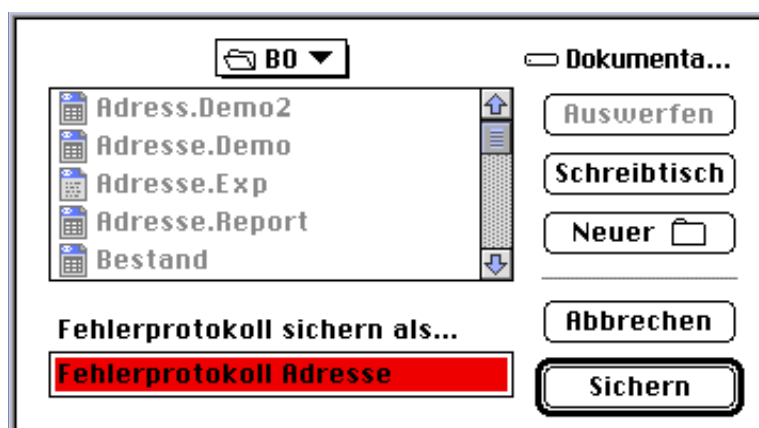 B0
Dokumenta...
Adress.Demo2
Adresse.Demo
Adresse.Exp
Adresse.Report
Bestand
Auswerfen
Schreibtisch
Neuer
Fehlerprotokoll sichern als...
Fehlerprotokoll Adresse
Abbrechen
Sichern